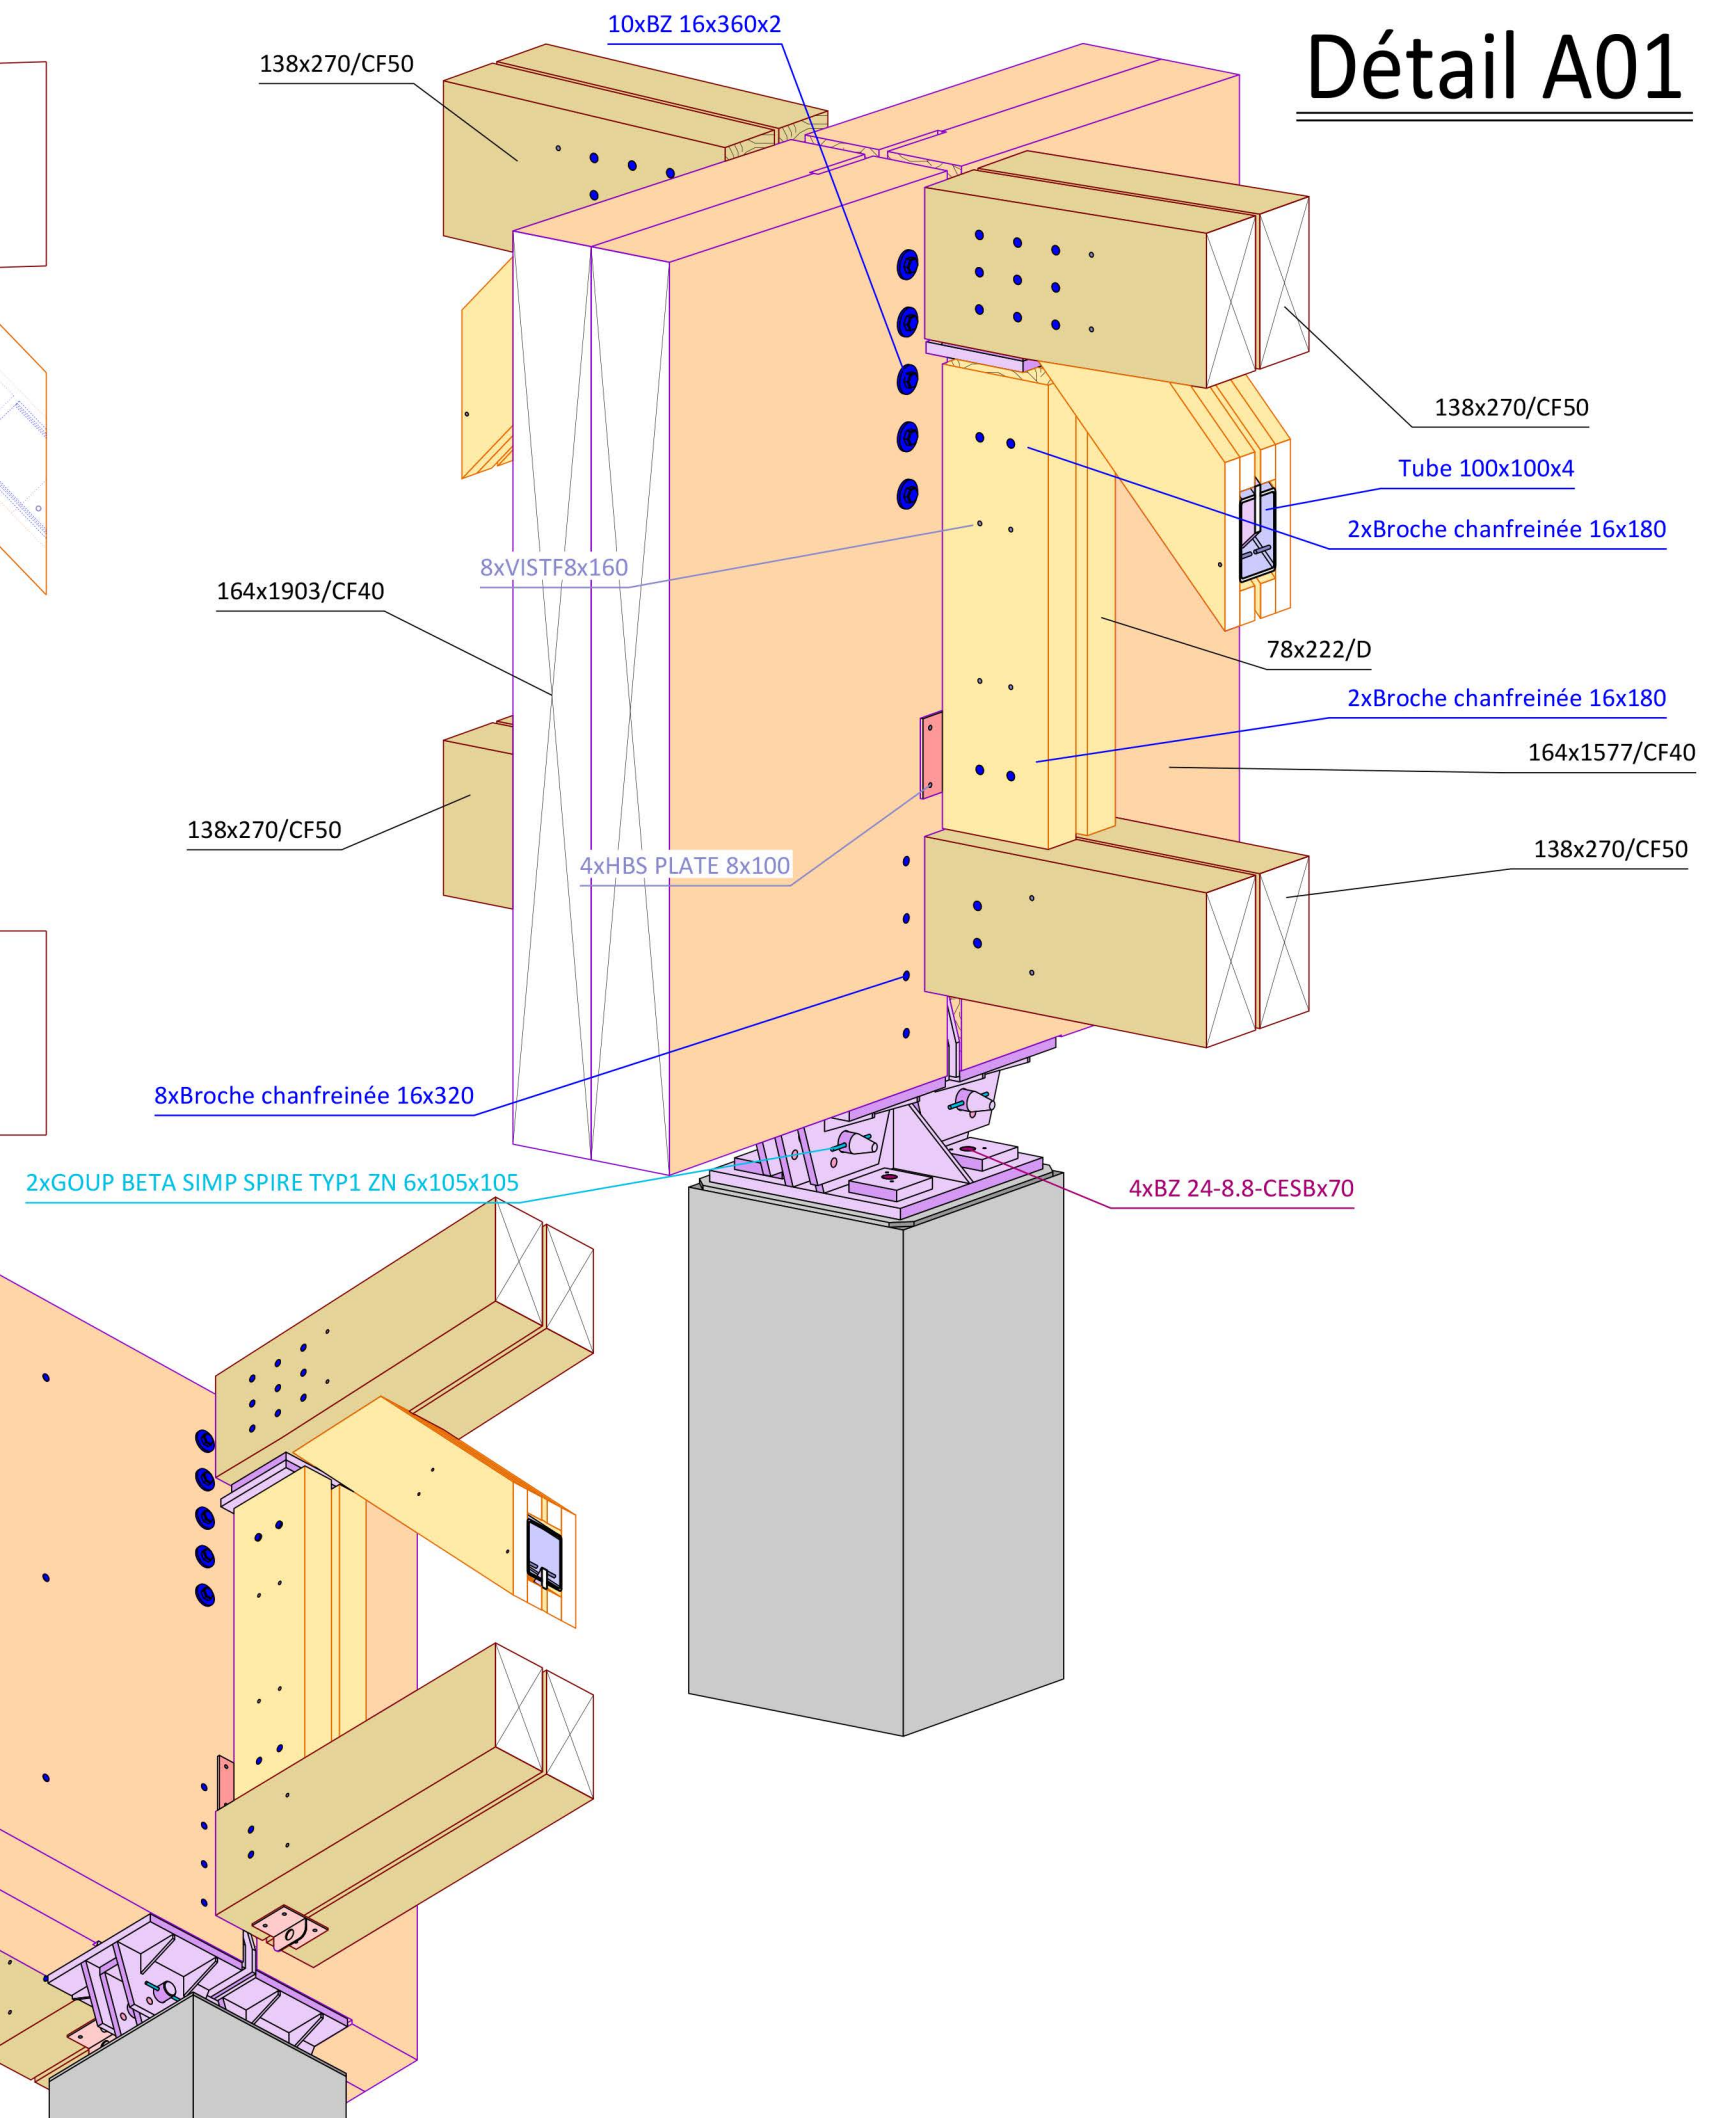 10xBZ 16x360x2
Détail A01
138x270/CF50
138x270/CF50
Tube 100x100x4
2xBroche chanfreinée 16x180
8xVISTF8x160
164x1903/CF40
78x222/D
2xBroche chanfreinée 16x180
164x1577/CF40
138x270/CF50
4xHBS PLATE 8x100
138x270/CF50
8xBroche chanfreinée 16x320
2xGOUP BETA SIMP SPIRE TYP1 ZN 6x105x105
4xBZ 24-8.8-CESBx70